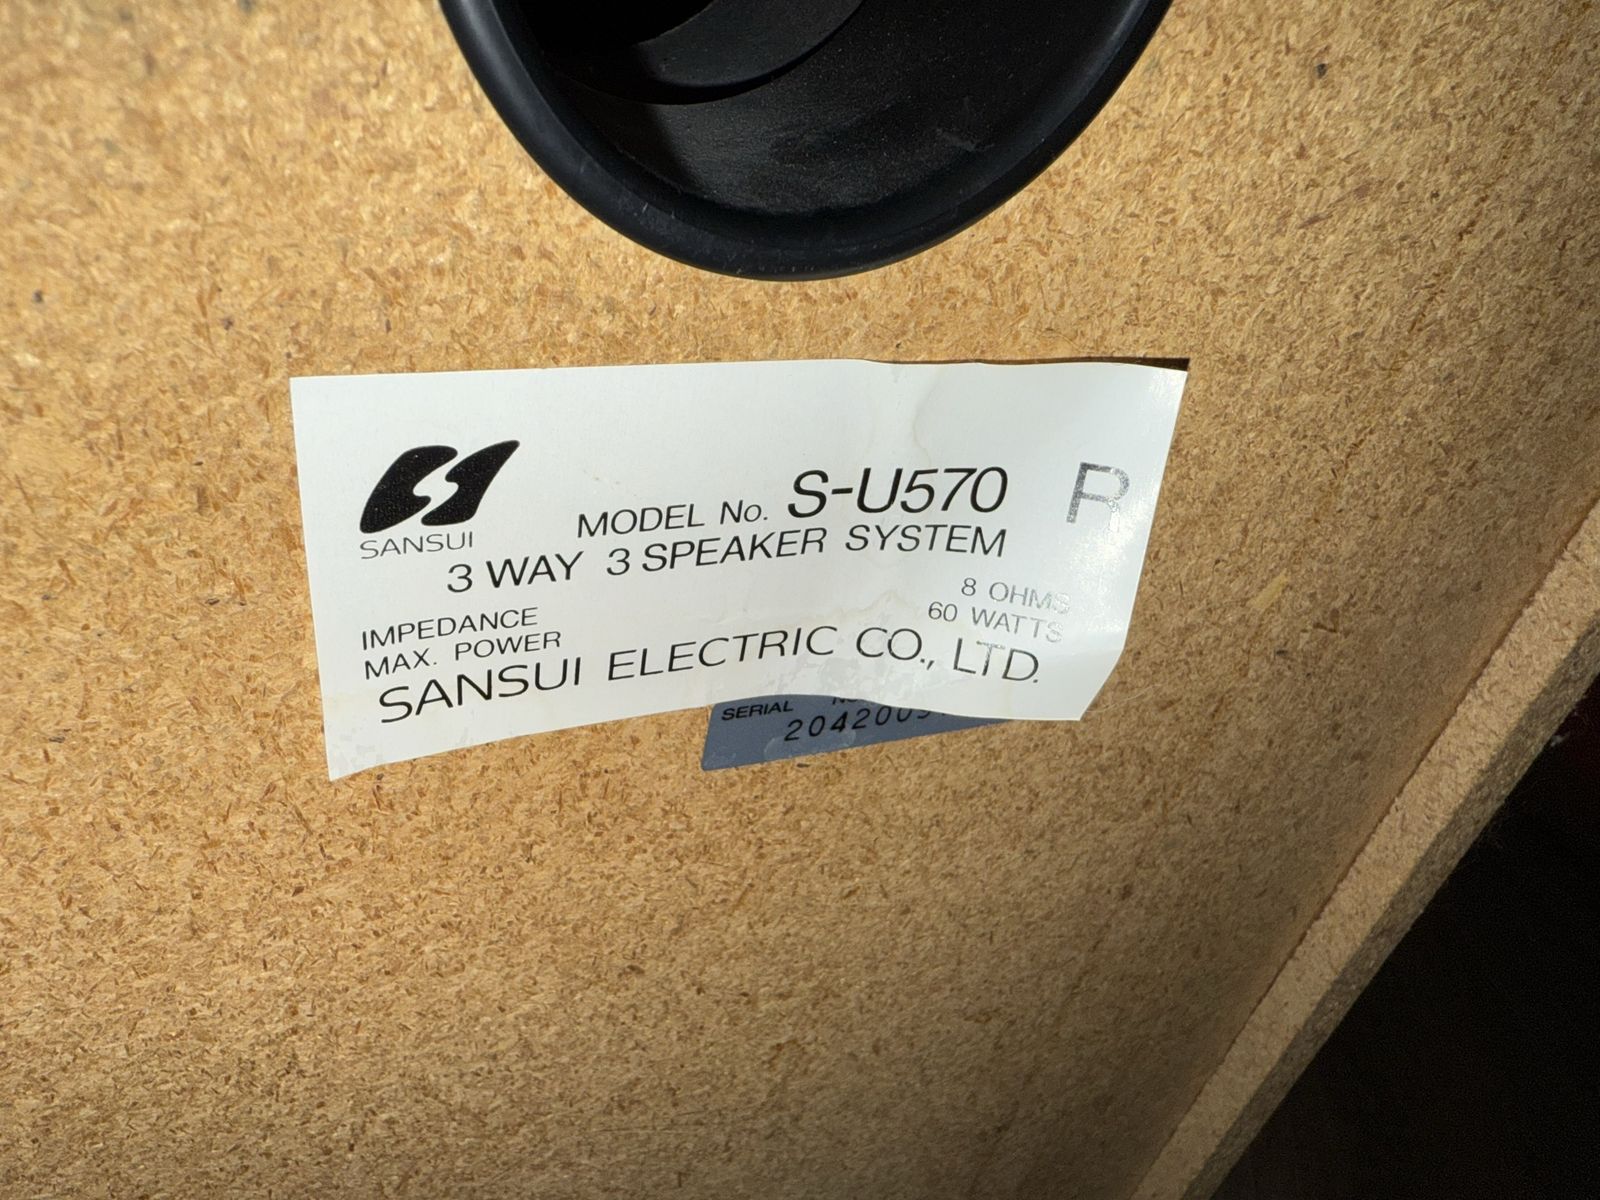 SANSUI
MODEL No. S-U570 R
3 WAY 3 SPEAKER SYSTEM
IMPEDANCE 8 OHMS
MAX. POWER 60 WATTS
SANSUI ELECTRIC CO., LTD.
SERIAL